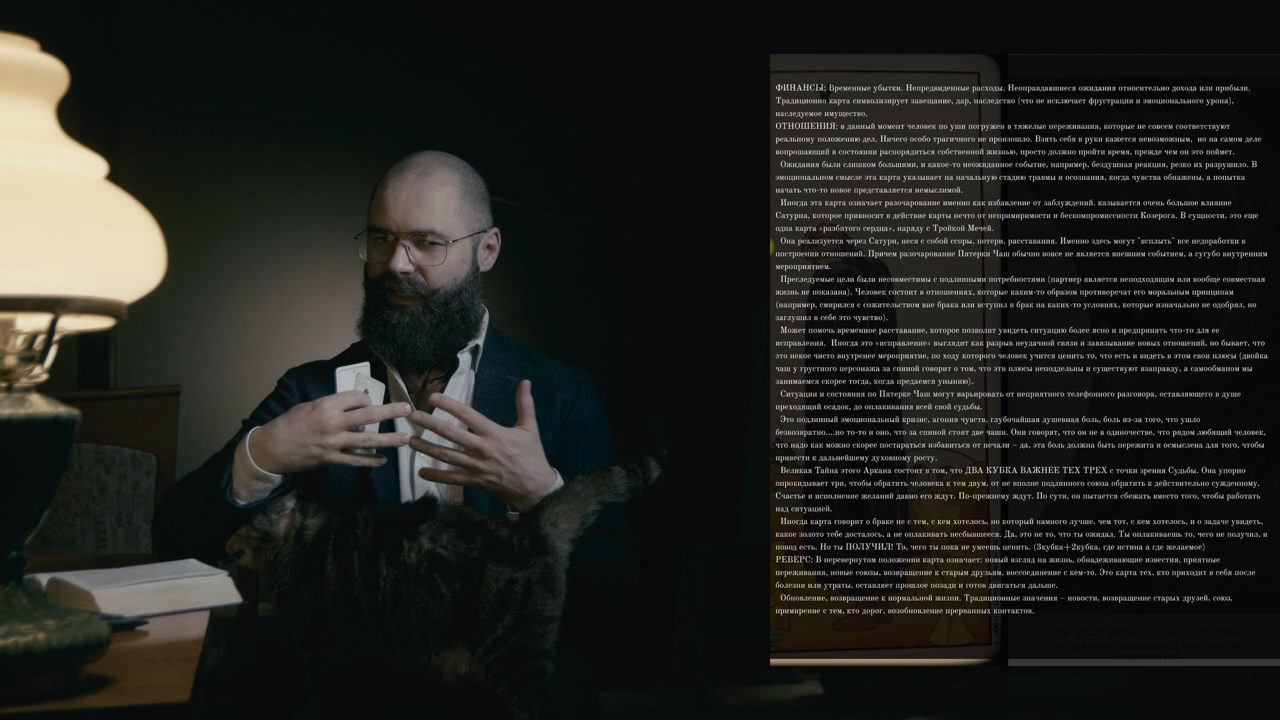 ФИНАНСЫ: Временные убытки. Непредвиденные расходы. Неоправдавшиеся ожидания относительно дохода или прибыли.
Традиционно карта символизирует завещание, дар, наследство (что не исключает фрустрации и эмоционального урона),
наследуемое имущество.
ОТНОШЕНИЯ: в данный момент человек по уши погружен в тяжелые переживания, которые не совсем соответствуют
реальному положению дел. Ничего особо трагичного не произошло. Взять себя в руки кажется невозможным, но на самом деле
вопрошающий в состоянии распорядиться собственной жизнью, просто должно пройти время, прежде чем он это поймет.
Ожидания были слишком большими, и какое-то неожиданное событие, например, бездушная реакция, резко их разрушило. В
эмоциональном смысле эта карта указывает на начальную стадию травмы и осознания, когда чувства обнажены, а попытка
начать что-то новое представляется немыслимой.
Иногда эта карта означает разочарование именно как избавление от заблуждений. казывается очень большое влияние
Сатурна, которое привносит в действие карты нечто от непримиримости и бескомпромиссности Козерога. В сущности, это еще
одна карта «разбитого сердца», наряду с Тройкой Мечей.
Она реализуется через Сатурн, неся с собой ссоры, потери, расставания. Именно здесь могут "всплыть" все недоработки в
построении отношений. Причем разочарование Пятерки Чаш обычно вовсе не является внешним событием, а сугубо внутренним
мероприятием.
Преследуемые цели были несовместимы с подлинными потребностями (партнер является неподходящим или вообще совместная
жизнь не показана). Человек состоит в отношениях, которые каким-то образом противоречат его моральным принципам
(например, смирился с сожительством вне брака или вступил в брак на каких-то условиях, которые изначально не одобрял, но
заглушил в себе это чувство).
Может помочь временное расставание, которое позволит увидеть ситуацию более ясно и предпринять что-то для ее
исправления. Иногда это «исправление» выглядит как разрыв неудачной связи и завязывание новых отношений, но бывает, что
это некое чисто внутренее мероприятие, по ходу которого человек учится ценить то, что есть и видеть в этом свои плюсы (двойка
чаш у грустного персонажа за спиной говорит о том, что эти плюсы неподдельны и существуют взаправду, а самообманом мы
занимаемся скорее тогда, когда предаемся унынию).
Ситуации и состояния по Пятерке Чаш могут варьировать от неприятного телефонного разговора, оставляющего в душе
преходящий осадок, до оплакивания всей свой судьбы.
Это подлинный эмоциональный кризис, агония чувств, глубочайшая душевная боль, боль из-за того, что ушло
безвозвратно....но то-то и оно, что за спиной стоят две чаши. Они говорят, что он не в одиночестве, что рядом любящий человек,
что надо как можно скорее постараться избавиться от печали – да, эта боль должна быть пережита и осмыслена для того, чтобы
привести к дальнейшему духовному росту.
Великая Тайна этого Аркана состоит в том, что ДВА КУБКА ВАЖНЕЕ ТЕХ ТРЕХ с точки зрения Судьбы. Она упорно
опрокидывает три, чтобы обратить человека к тем двум, от не вполне подлинного союза обратить к действительно сужденному.
Счастье и исполнение желаний давно его ждут. По-прежнему ждут. По сути, он пытается сбежать вместо того, чтобы работать
над ситуацией.
Иногда карта говорит о браке не с тем, с кем хотелось, но который намного лучше, чем тот, с кем хотелось, и о задаче увидеть,
какое золото тебе досталось, а не оплакивать несбывшееся. Да, это не то, что ты ожидал. Ты оплакиваешь то, чего не получил, и
повод есть. Но ты ПОЛУЧИЛ! То, чего ты пока не умеешь ценить. (3кубка+2кубка, где истина а где желаемое)
РЕВЕРС: В перевернутом положении карта означает: новый взгляд на жизнь, обнадеживающие известия, приятные
переживания, новые союзы, возвращение к старым друзьям, воссоединение с кем-то. Это карта тех, кто приходит в себя после
болезни или утраты, оставляет прошлое позади и готов двигаться дальше.
Обновление, возвращение к нормальной жизни. Традиционные значения – новости, возвращение старых друзей, союз,
примирение с тем, кто дорог, возобновление прерванных контактов.